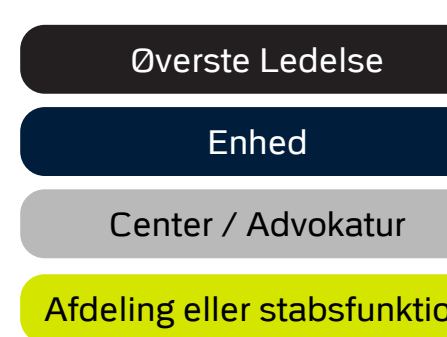 Øverste Ledelse
Enhed
Center / Advokatur
Afdeling eller stabsfunktio